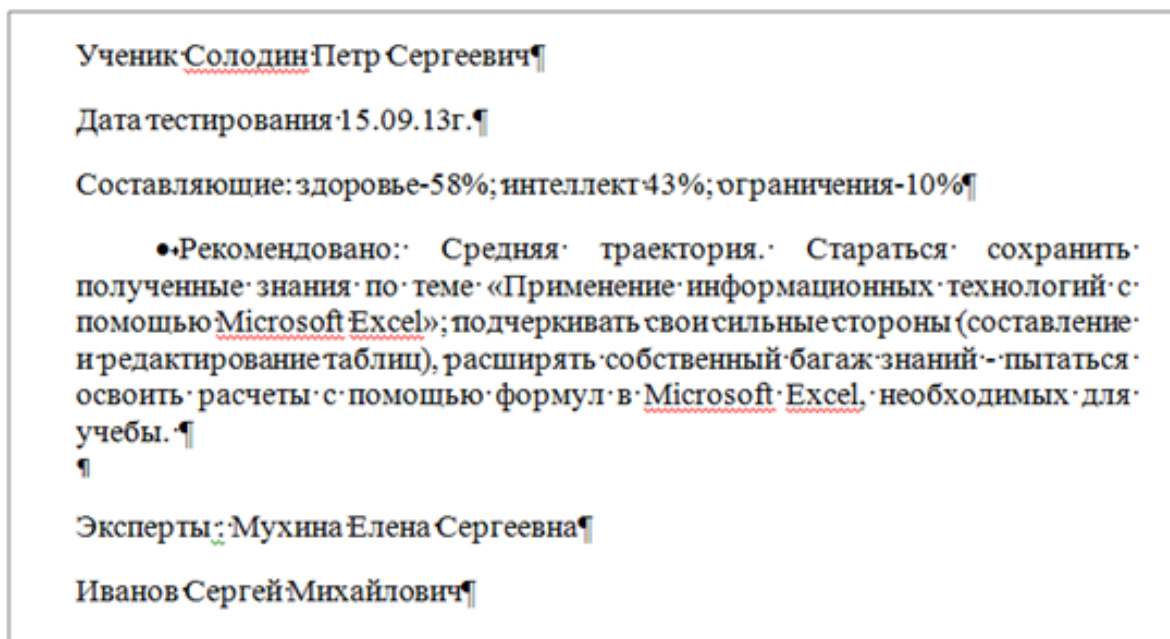 Ученик Солодин Петр Сергеевич¶
Дата тестирования 15.09.13г.¶
Составляющие: здоровье-58%; интеллект 43%; ограничения-10%¶
•Рекомендовано: Средняя траектория. Стараться сохранить
полученные знания по теме «Применение информационных технологий с
помощью Microsoft Excel»; подчеркивать свои сильные стороны (составление
и редактирование таблиц), расширять собственный багаж знаний - пытаться
освоить расчеты с помощью формул в Microsoft Excel, необходимых для
учебы. ¶
¶
Эксперты : Мухина Елена Сергеевна¶
Иванов Сергей Михайлович¶